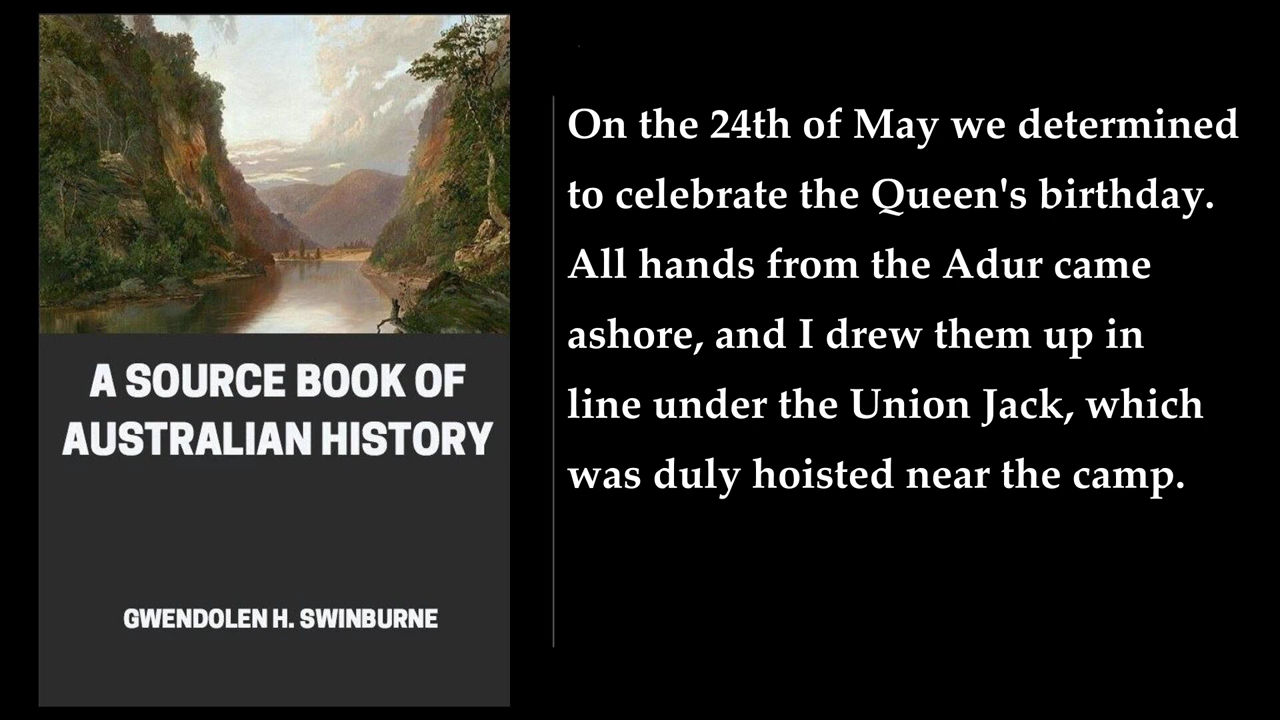 A SOURCE BOOK OF
AUSTRALIAN HISTORY
GWENDOLEN H. SWINBURNE
On the 24th of May we determined
to celebrate the Queen's birthday.
All hands from the Adur came
ashore, and I drew them up in
line under the Union Jack, which
was duly hoisted near the camp.